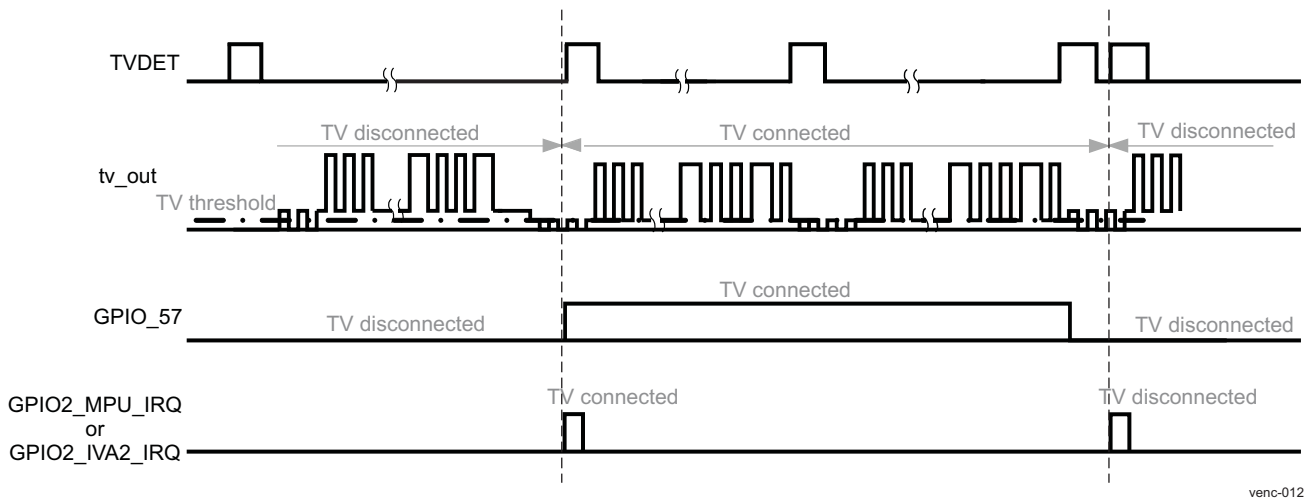 TVDET
TV disconnected
TV connected
TV disconnected
tv_out
TV threshold
TV connected
GPIO_57
TV disconnected
TV disconnected
TV connected
TV disconnected
GPIO2_MPU_IRQ
or
GPIO2_IVA2_IRQ
venc-012